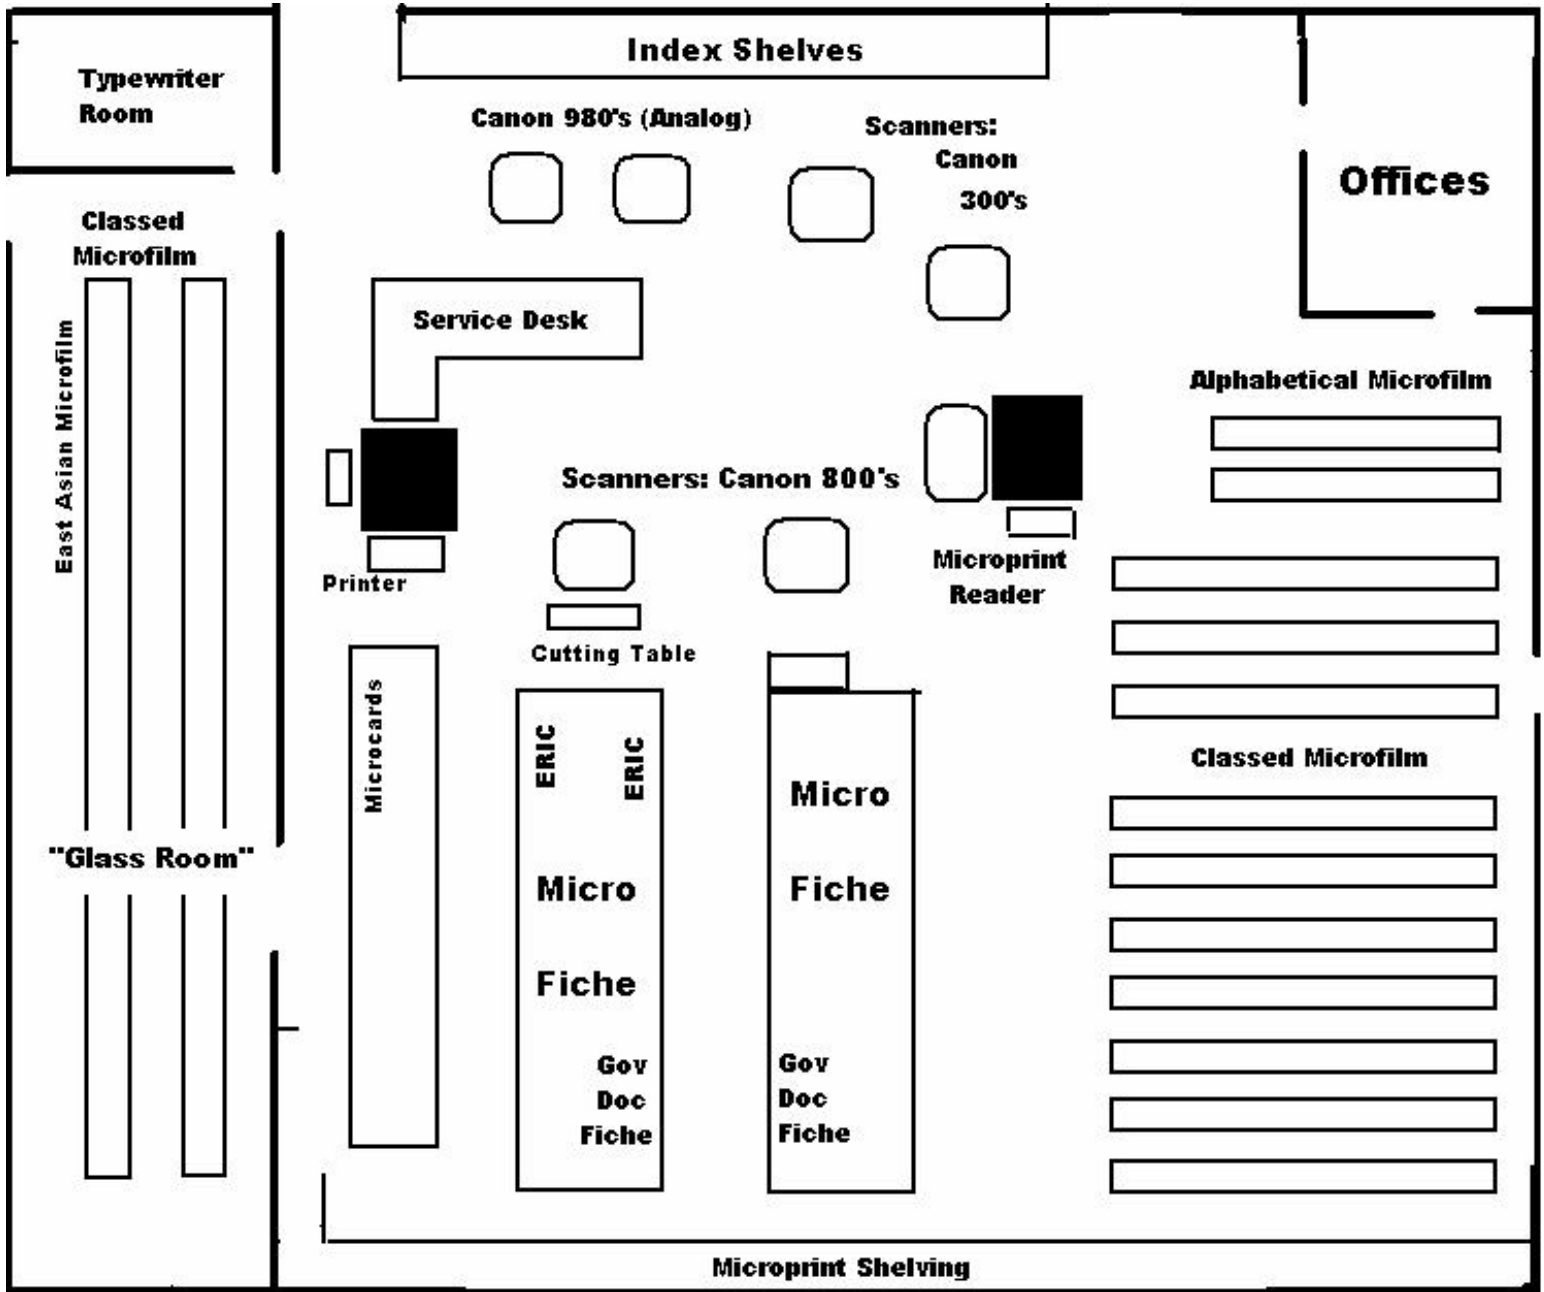 Index Shelves
Typewriter
Room
Canon 980's (Analog)
Scanners:
Canon
300's
Offices
Classed
Microfilm
East Asian Microfilm
Service Desk
Alphabetical Microfilm
Scanners: Canon 800's
Printer
Microprint
Reader
Cutting Table
Microcards
ERIC
ERIC
Micro
Fiche
Gov
Doc
Fiche
Micro
Fiche
Gov
Doc
Fiche
Classed Microfilm
"Glass Room"
Microprint Shelving